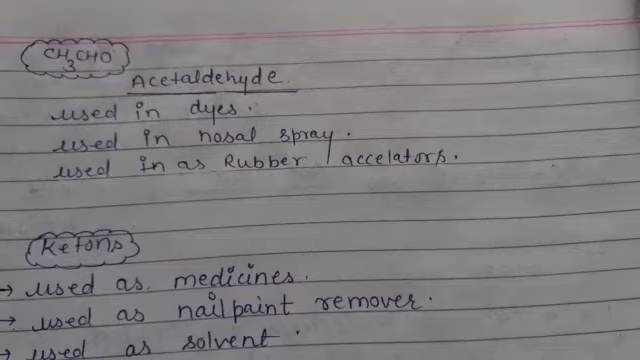 CH3CHO
Acetaldehyde.
used in dyes.
used in nosal spray.
used in as Rubber accelators.
Ketons
→ used as medicines.
→ used as nailpaint remover.
→ used as solvent.